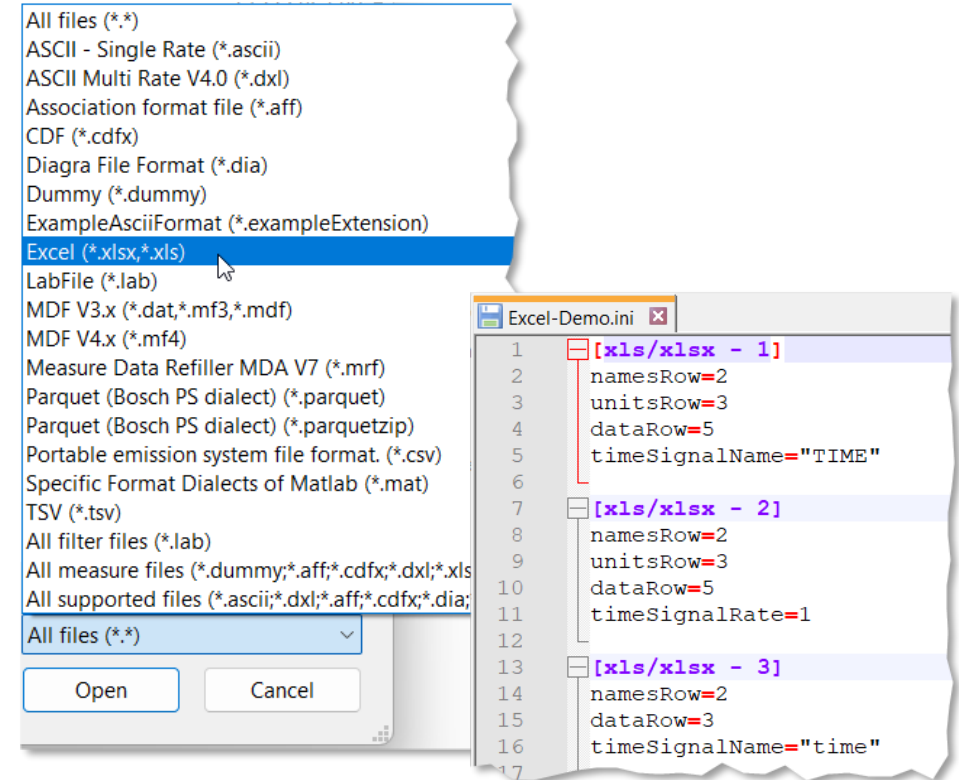 All files (*.*)
ASCII - Single Rate (*.ascii)
ASCII Multi Rate V4.0 (*.dxl)
Association format file (*.aff)
CDF (*.cdfx)
Diagra File Format (*.dia)
Dummy (*.dummy)
ExampleAsciiFormat (*.exampleExtension)
Excel (*.xlsx,*.xls)
LabFile (*.lab)
MDF V3.x (*.dat,*.mf3,*.mdf)
MDF V4.x (*.mf4)
Measure Data Refiller MDA V7 (*.mrf)
Parquet (Bosch PS dialect) (*.parquet)
Parquet (Bosch PS dialect) (*.parquetzip)
Portable emission system file format. (*.csv)
Specific Format Dialects of Matlab (*.mat)
TSV (*.tsv)
All filter files (*.lab)
All measure files (*.dummy;*.aff;*.cdfx;*.dxl;*.xls
All supported files (*.ascii;*.dxl;*.aff;*.cdfx;*.dia;
All files (*.*)
Open Cancel
Excel-Demo.ini
1 [xls/xlsx - 1]
2 namesRow=2
3 unitsRow=3
4 dataRow=5
5 timeSignalName="TIME"
6
7 [xls/xlsx - 2]
8 namesRow=2
9 unitsRow=3
10 dataRow=5
11 timeSignalRate=1
12
13 [xls/xlsx - 3]
14 namesRow=2
15 dataRow=3
16 timeSignalName="time"
17